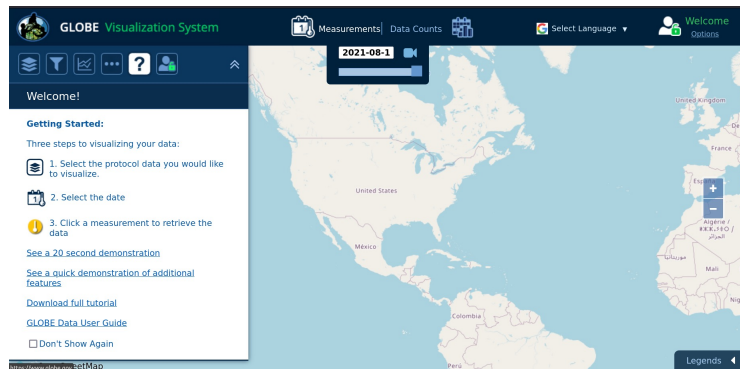 GLOBE Visualization System
Measurements
Data Counts
Select Language ▼
Welcome
Options
2021-08-1
?
Welcome!
Getting Started:
Three steps to visualizing your data:
1. Select the protocol data you would like
to visualize.
2. Select the date
3. Click a measurement to retrieve the
data
See a 20 second demonstration
See a quick demonstration of additional
features
Download full tutorial
GLOBE Data User Guide
Don't Show Again
United Kingdom
De
France
United States
Algérie /
الجزائر
México
موريتانيا
Mali
Nig
Colombia
Perú
+
−
Legends